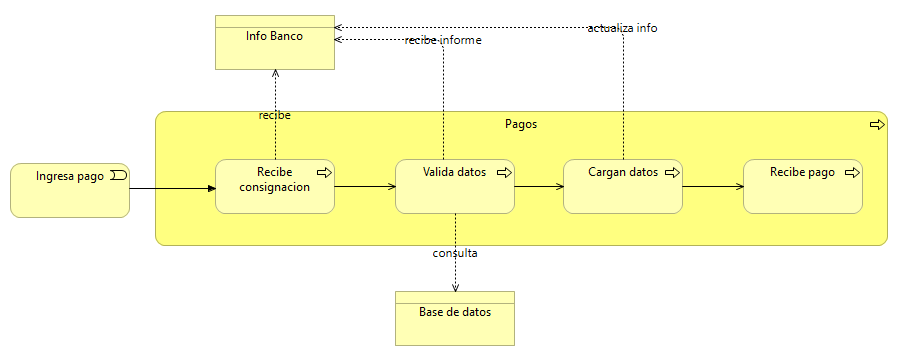 Info Banco
actualiza info
recibe informe
recibe
Pagos
Ingresa pago
Recibe
consignacion
Valida datos
Cargan datos
Recibe pago
consulta
Base de datos